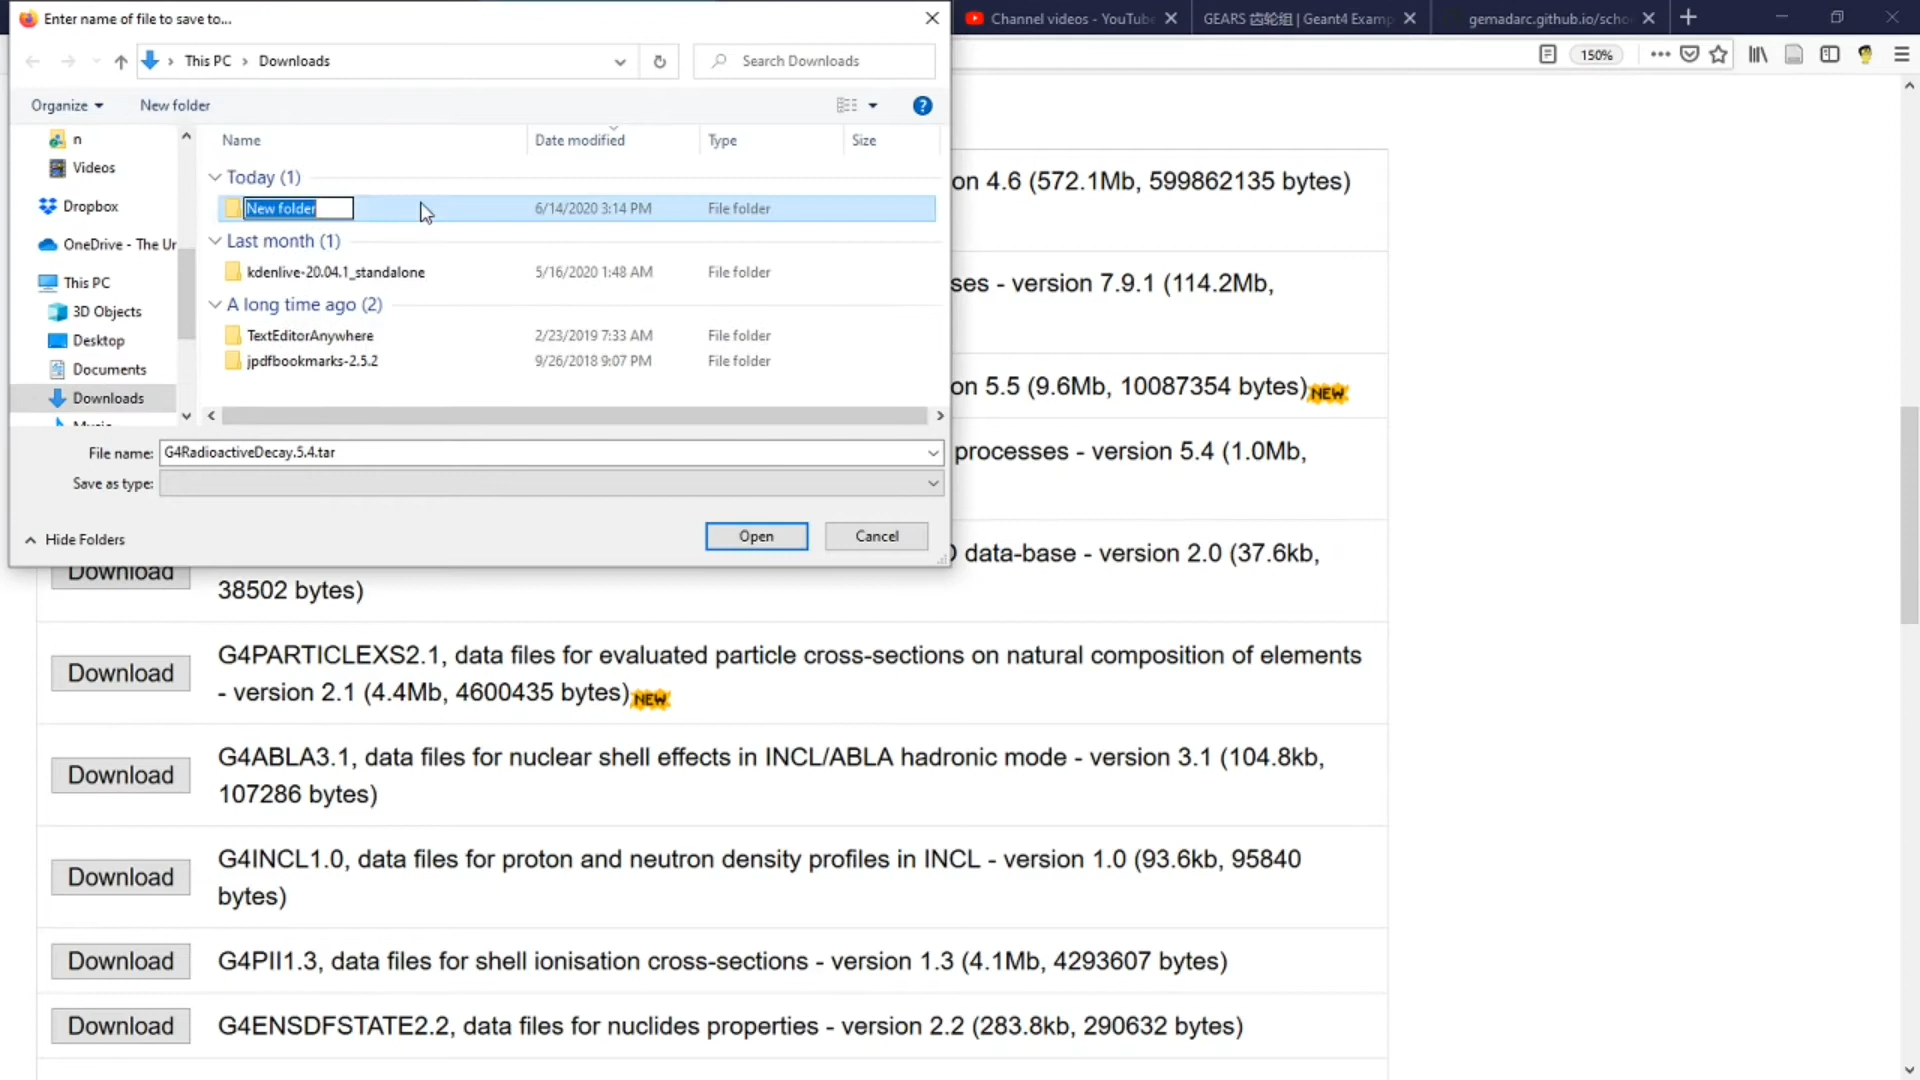 Enter name of file to save to...
Channel videos - YouTube
GEARS 齿轮组 | Geant4 Examp
gemadarc.github.io/scho
This PC
Downloads
Search Downloads
150%
Organize
New folder
Name
Date modified
Type
Size
n
Videos
Dropbox
OneDrive - The Ur
This PC
3D Objects
Desktop
Documents
Downloads
Music
Today (1)
New folder 6/14/2020 3:14 PM File folder
Last month (1)
kdenlive-20.04.1_standalone 5/16/2020 1:48 AM File folder
A long time ago (2)
TextEditorAnywhere 2/23/2019 7:33 AM File folder
jpdfbookmarks-2.5.2 9/26/2018 9:07 PM File folder
File name: G4RadioactiveDecay.5.4.tar
Save as type:
Hide Folders
Open
Cancel
on 4.6 (572.1Mb, 599862135 bytes)
ses - version 7.9.1 (114.2Mb,
on 5.5 (9.6Mb, 10087354 bytes) NEW
processes - version 5.4 (1.0Mb,
data-base - version 2.0 (37.6kb,
Download
38502 bytes)
Download
G4PARTICLEXS2.1, data files for evaluated particle cross-sections on natural composition of elements
- version 2.1 (4.4Mb, 4600435 bytes) NEW
Download
G4ABLA3.1, data files for nuclear shell effects in INCL/ABLA hadronic mode - version 3.1 (104.8kb,
107286 bytes)
Download
G4INCL1.0, data files for proton and neutron density profiles in INCL - version 1.0 (93.6kb, 95840
bytes)
Download
G4PII1.3, data files for shell ionisation cross-sections - version 1.3 (4.1Mb, 4293607 bytes)
Download
G4ENSDFSTATE2.2, data files for nuclides properties - version 2.2 (283.8kb, 290632 bytes)